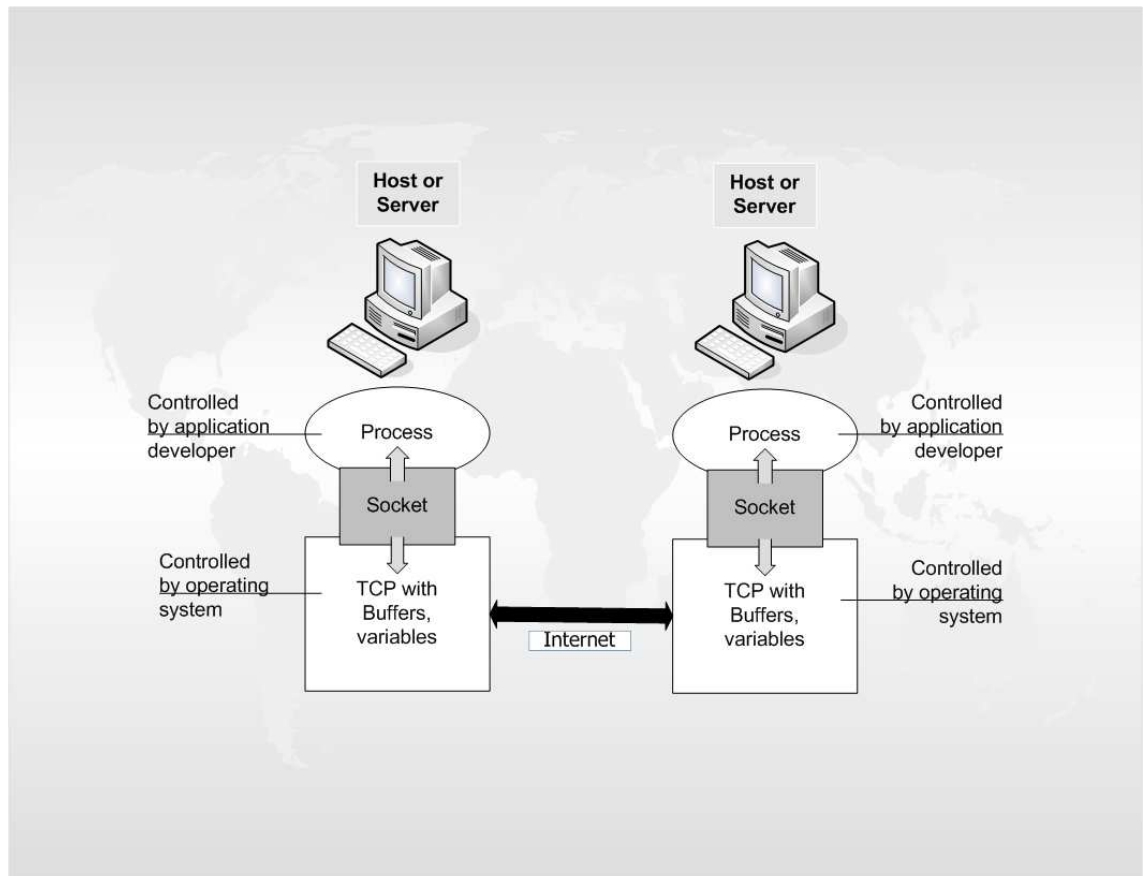 Host or
Server
Host or
Server
Controlled
by application
developer
Process
Process
Controlled
by application
developer
Socket
Socket
Controlled
by operating
system
TCP with
Buffers,
variables
Internet
TCP with
Buffers,
variables
Controlled
by operating
system